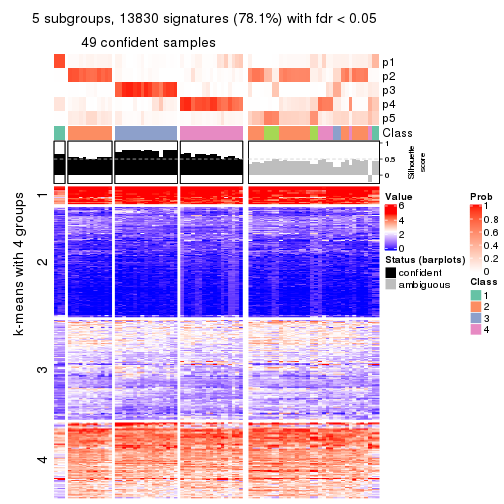 5 subgroups, 13830 signatures (78.1%) with fdr < 0.05
49 confident samples
p1
p2
p3
p4
p5
Class
1
0.5
0
Silhouette
score
k-means with 4 groups
1
2
3
4
Value
6
4
2
0
Status (barplots)
confident
ambiguous
Prob
1
0.8
0.6
0.4
0.2
0
Class
1
2
3
4